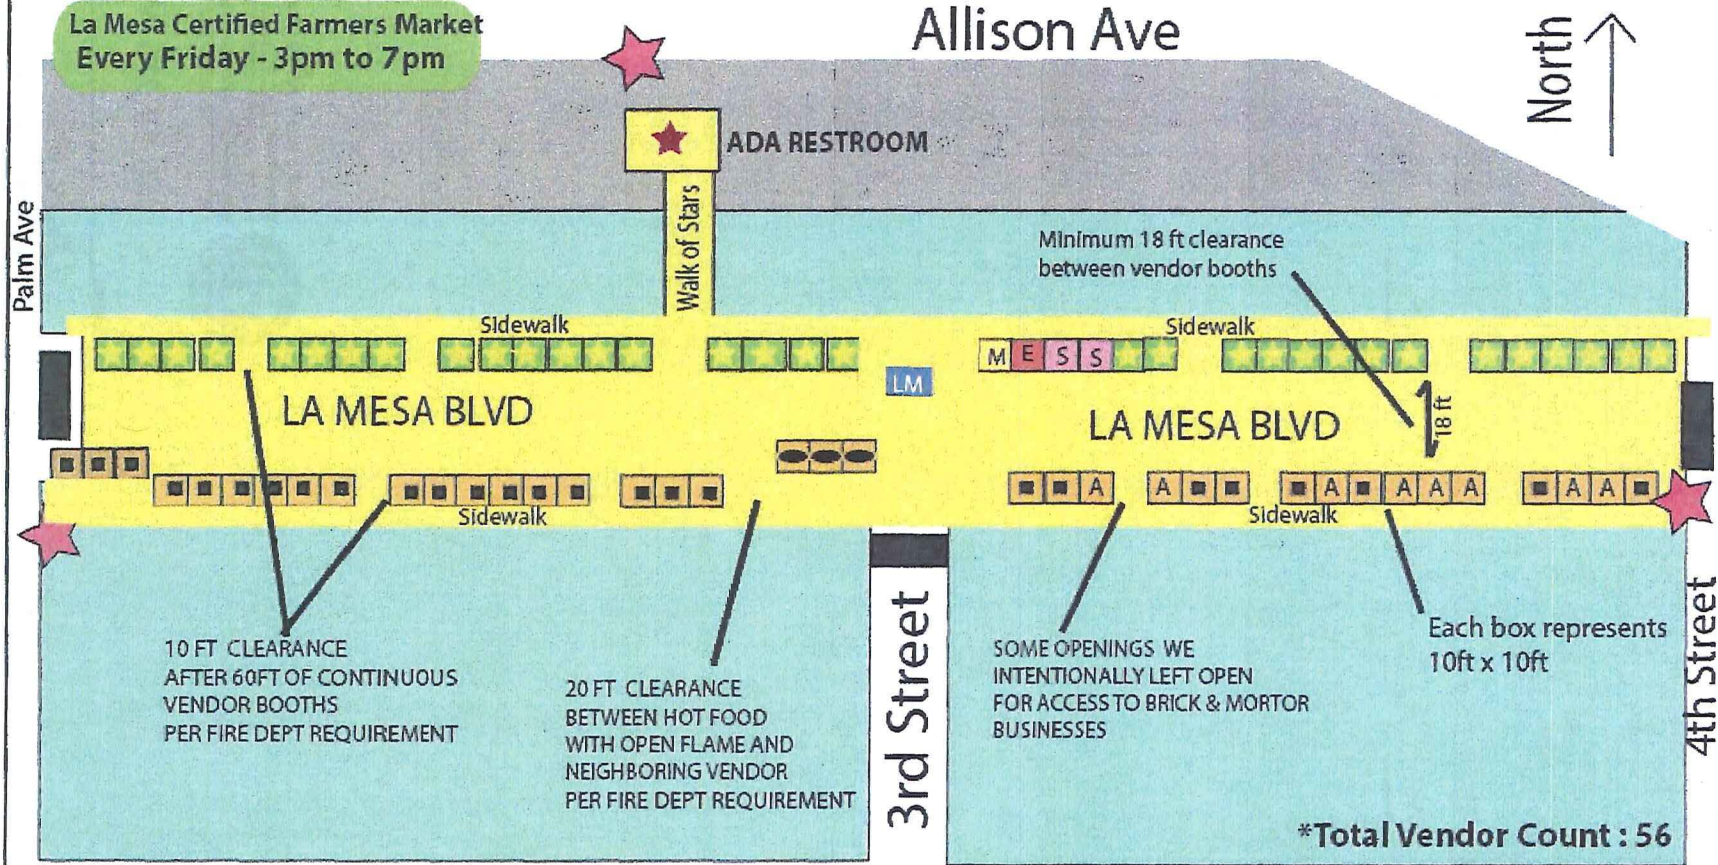 La Mesa Certified Farmers Market
Every Friday - 3pm to 7pm
Allison Ave
North
ADA RESTROOM
Walk of Stars
Palm Ave
Minimum 18 ft clearance
between vendor booths
Sidewalk
Sidewalk
M E S S
LM
LA MESA BLVD
LA MESA BLVD
18 ft
A
A
A A A A
A A
Sidewalk
Sidewalk
10 FT CLEARANCE
AFTER 60FT OF CONTINUOUS
VENDOR BOOTHS
PER FIRE DEPT REQUIREMENT
20 FT CLEARANCE
BETWEEN HOT FOOD
WITH OPEN FLAME AND
NEIGHBORING VENDOR
PER FIRE DEPT REQUIREMENT
3rd Street
SOME OPENINGS WE
INTENTIONALLY LEFT OPEN
FOR ACCESS TO BRICK & MORTOR
BUSINESSES
Each box represents
10ft x 10ft
4th Street
*Total Vendor Count : 56